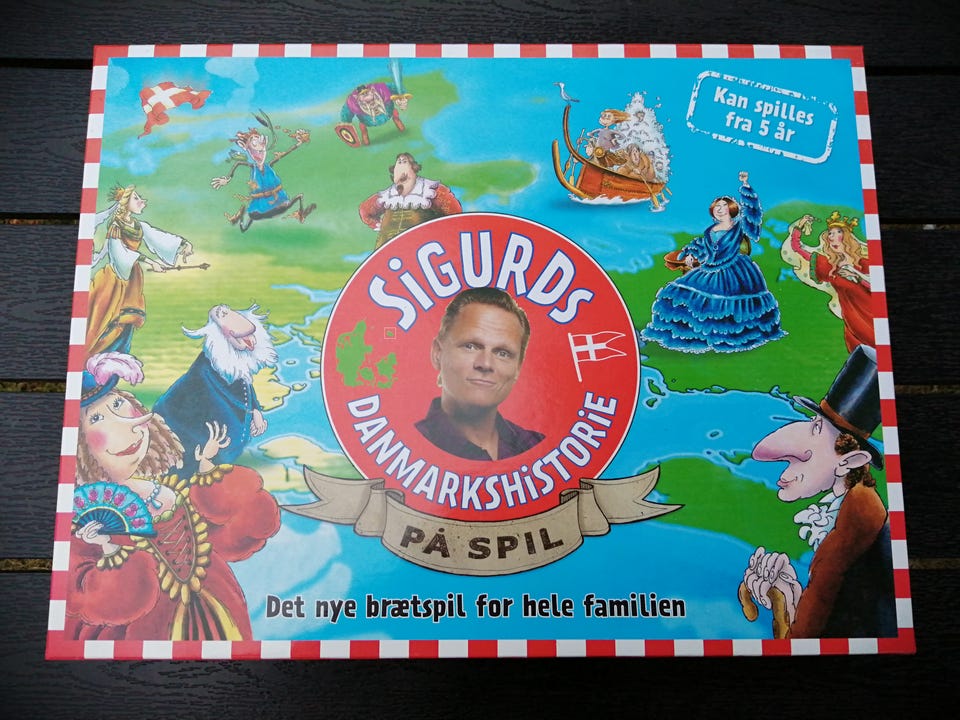 Kan spilles
fra 5 år
SiGURDs
DANMARKSHiSTORiE
PÅ SPIL
Det nye brætspil for hele familien